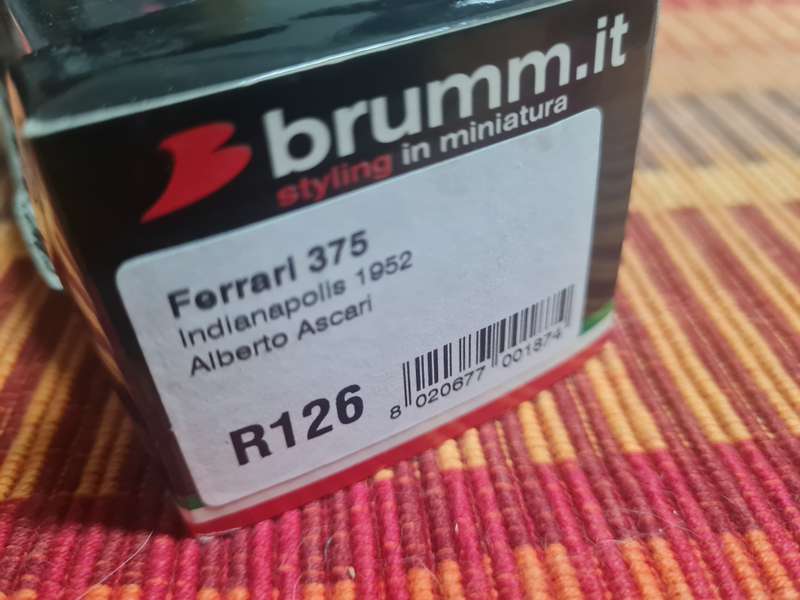 brumm.it
styling in miniatura
Ferrari 375
Indianapolis 1952
Alberto Ascari
R126
8 020677 001874